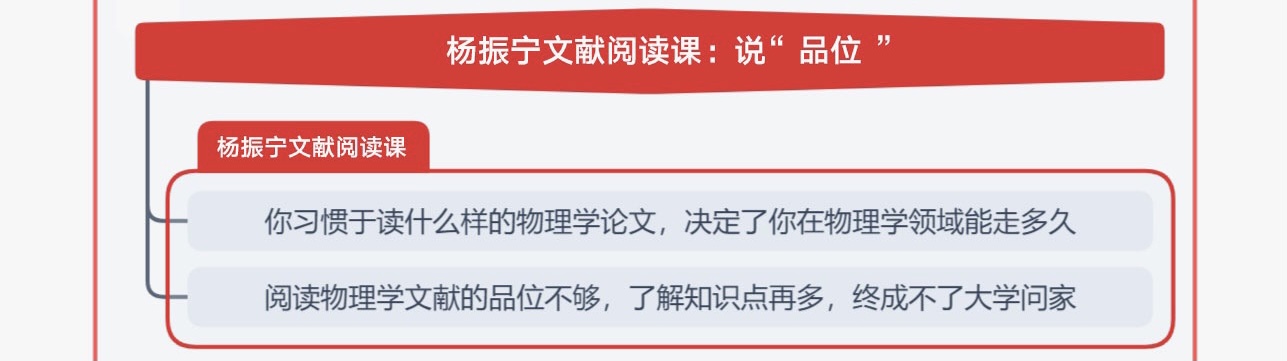 杨振宁文献阅读课：说“品位”
杨振宁文献阅读课
你习惯于读什么样的物理学论文，决定了你在物理学领域能走多久
阅读物理学文献的品位不够，了解知识点再多，终成不了大学问家